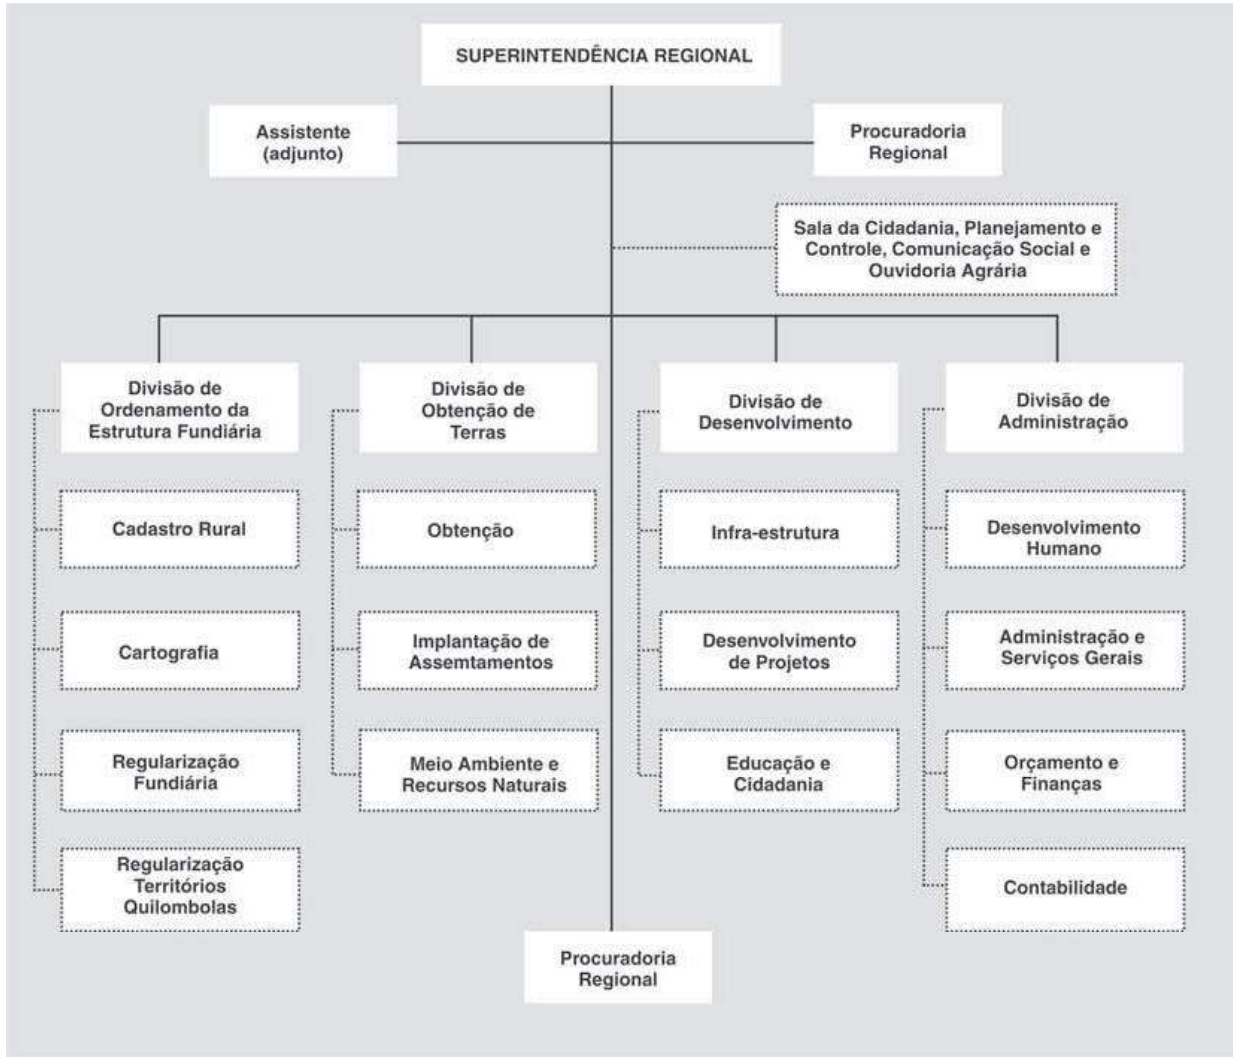 SUPERINTENDÊNCIA REGIONAL
Assistente
(adjunto)
Procuradoria
Regional
Sala da Cidadania, Planejamento e
Controle, Comunicação Social e
Ouvidoria Agrária
Divisão de
Ordenamento da
Estrutura Fundiária
Divisão de
Obtenção de
Terras
Divisão de
Desenvolvimento
Divisão de
Administração
Cadastro Rural
Obtenção
Infra-estrutura
Desenvolvimento
Humano
Cartografia
Implantação de
Assemtamentos
Desenvolvimento
de Projetos
Administração e
Serviços Gerais
Regularização
Fundiária
Meio Ambiente e
Recursos Naturais
Educação e
Cidadania
Orçamento e
Finanças
Regularização
Territórios
Quilombolas
Contabilidade
Procuradoria
Regional